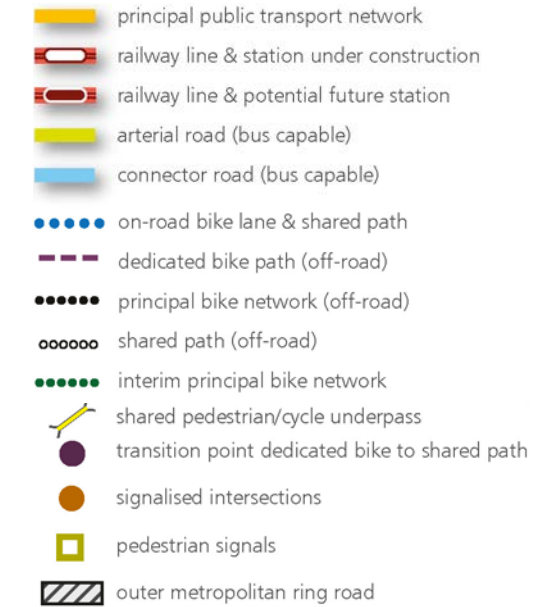 principal public transport network
railway line & station under construction
railway line & potential future station
arterial road (bus capable)
connector road (bus capable)
on-road bike lane & shared path
dedicated bike path (off-road)
principal bike network (off-road)
shared path (off-road)
interim principal bike network
shared pedestrian/cycle underpass
transition point dedicated bike to shared path
signalised intersections
pedestrian signals
outer metropolitan ring road